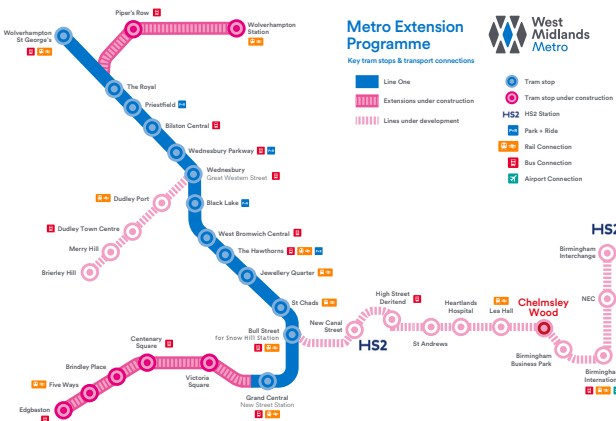 Metro Extension
Programme
Key tram stops & transport connections
West
Midlands
Metro
Line One
Extensions under construction
Lines under development
Tram stop
Tram stop under construction
HS2 HS2 Station
Park + Ride
Rail Connection
Bus Connection
Airport Connection
Piper's Row
Wolverhampton
Station
Wolverhampton
St George's
The Royal
Priestfield
Bilston Central
Wednesbury Parkway
Wednesbury
Great Western Street
Dudley Port
Black Lake
Dudley Town Centre
West Bromwich Central
Merry Hill
The Hawthorns
Brierley Hill
Jewellery Quarter
St Chads
Bull Street
for Snow Hill Station
New Canal
Street
HS2
High Street
Deritend
St Andrews
Heartlands
Hospital
Lea Hall
Chelmsley
Wood
Birmingham
Business Park
HS2
Birmingham
Interchange
NEC
Birmingham
Internation
Centenary
Square
Brindley Place
Victoria
Square
Five Ways
Grand Central
New Street Station
Edgbaston